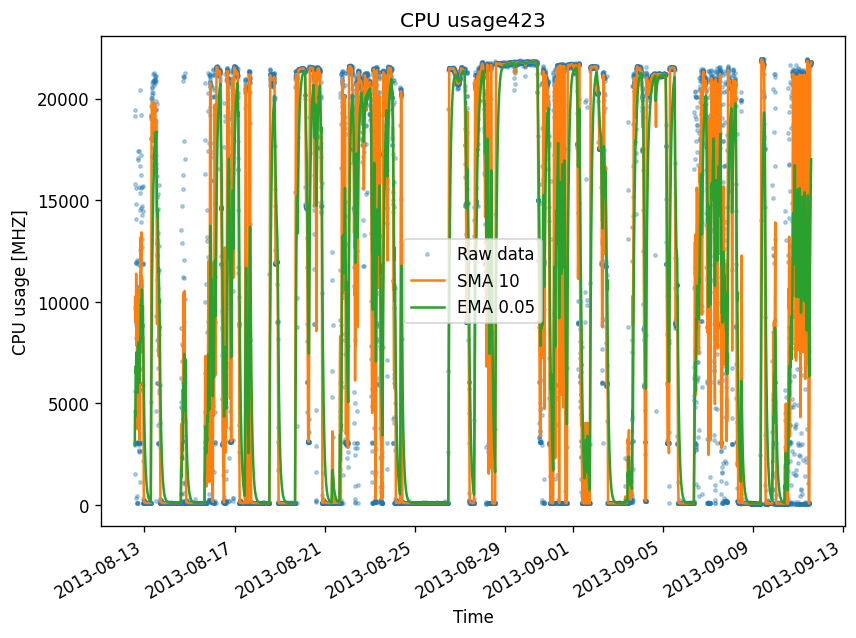 CPU usage423
20000
15000
10000
5000
0
CPU usage [MHZ]
Raw data
SMA 10
EMA 0.05
2013-08-13
2013-08-17
2013-08-21
2013-08-25
2013-08-29
2013-09-01
2013-09-05
2013-09-09
2013-09-13
Time